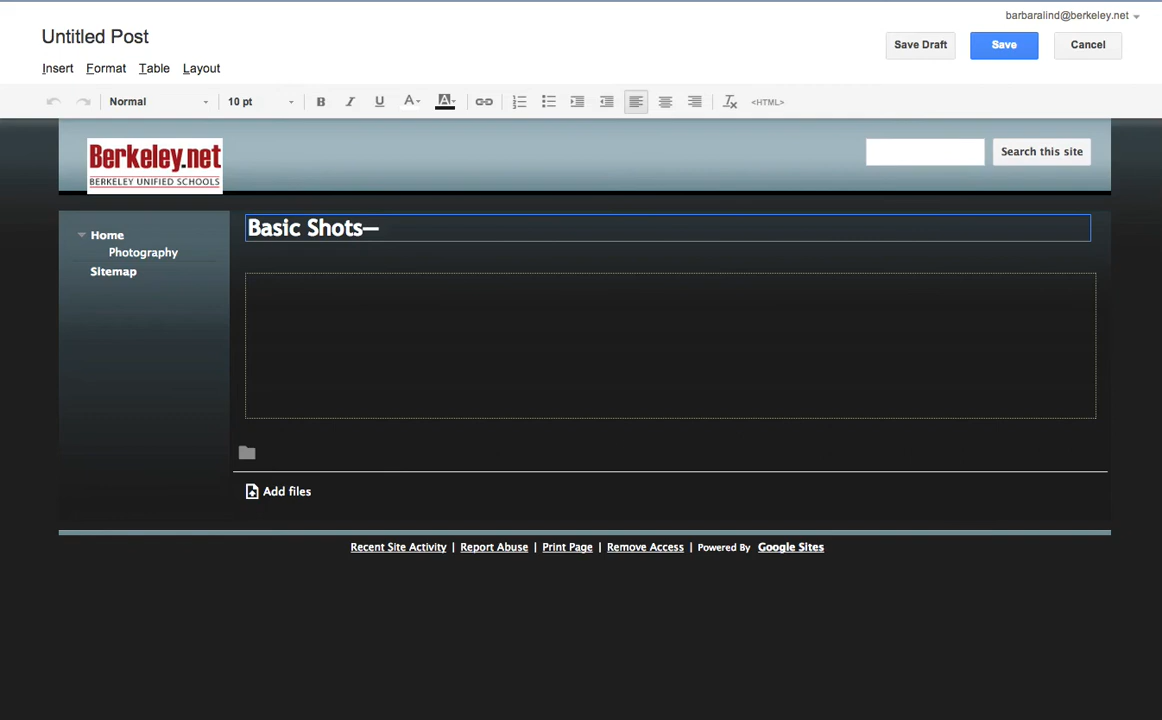 barbaralind@berkeley.net
Untitled Post
Save Draft
Save
Cancel
Insert
Format
Table
Layout
Normal
10 pt
B
I
U
A
A
<HTML>
Berkeley.net
BERKELEY UNIFIED SCHOOLS
Search this site
Home
Photography
Sitemap
Basic Shots—
Add files
Recent Site Activity | Report Abuse | Print Page | Remove Access | Powered By Google Sites